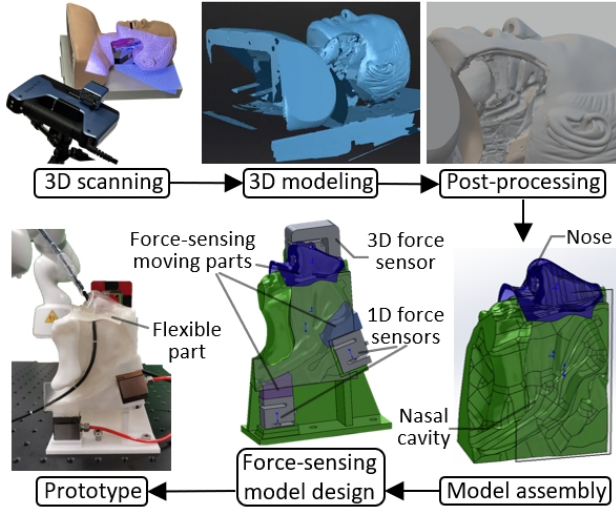 3D scanning
3D modeling
Post-processing
Force-sensing
moving parts
3D force
sensor
Nose
Flexible
part
1D force
sensors
Nasal
cavity
Prototype
Force-sensing
model design
Model assembly